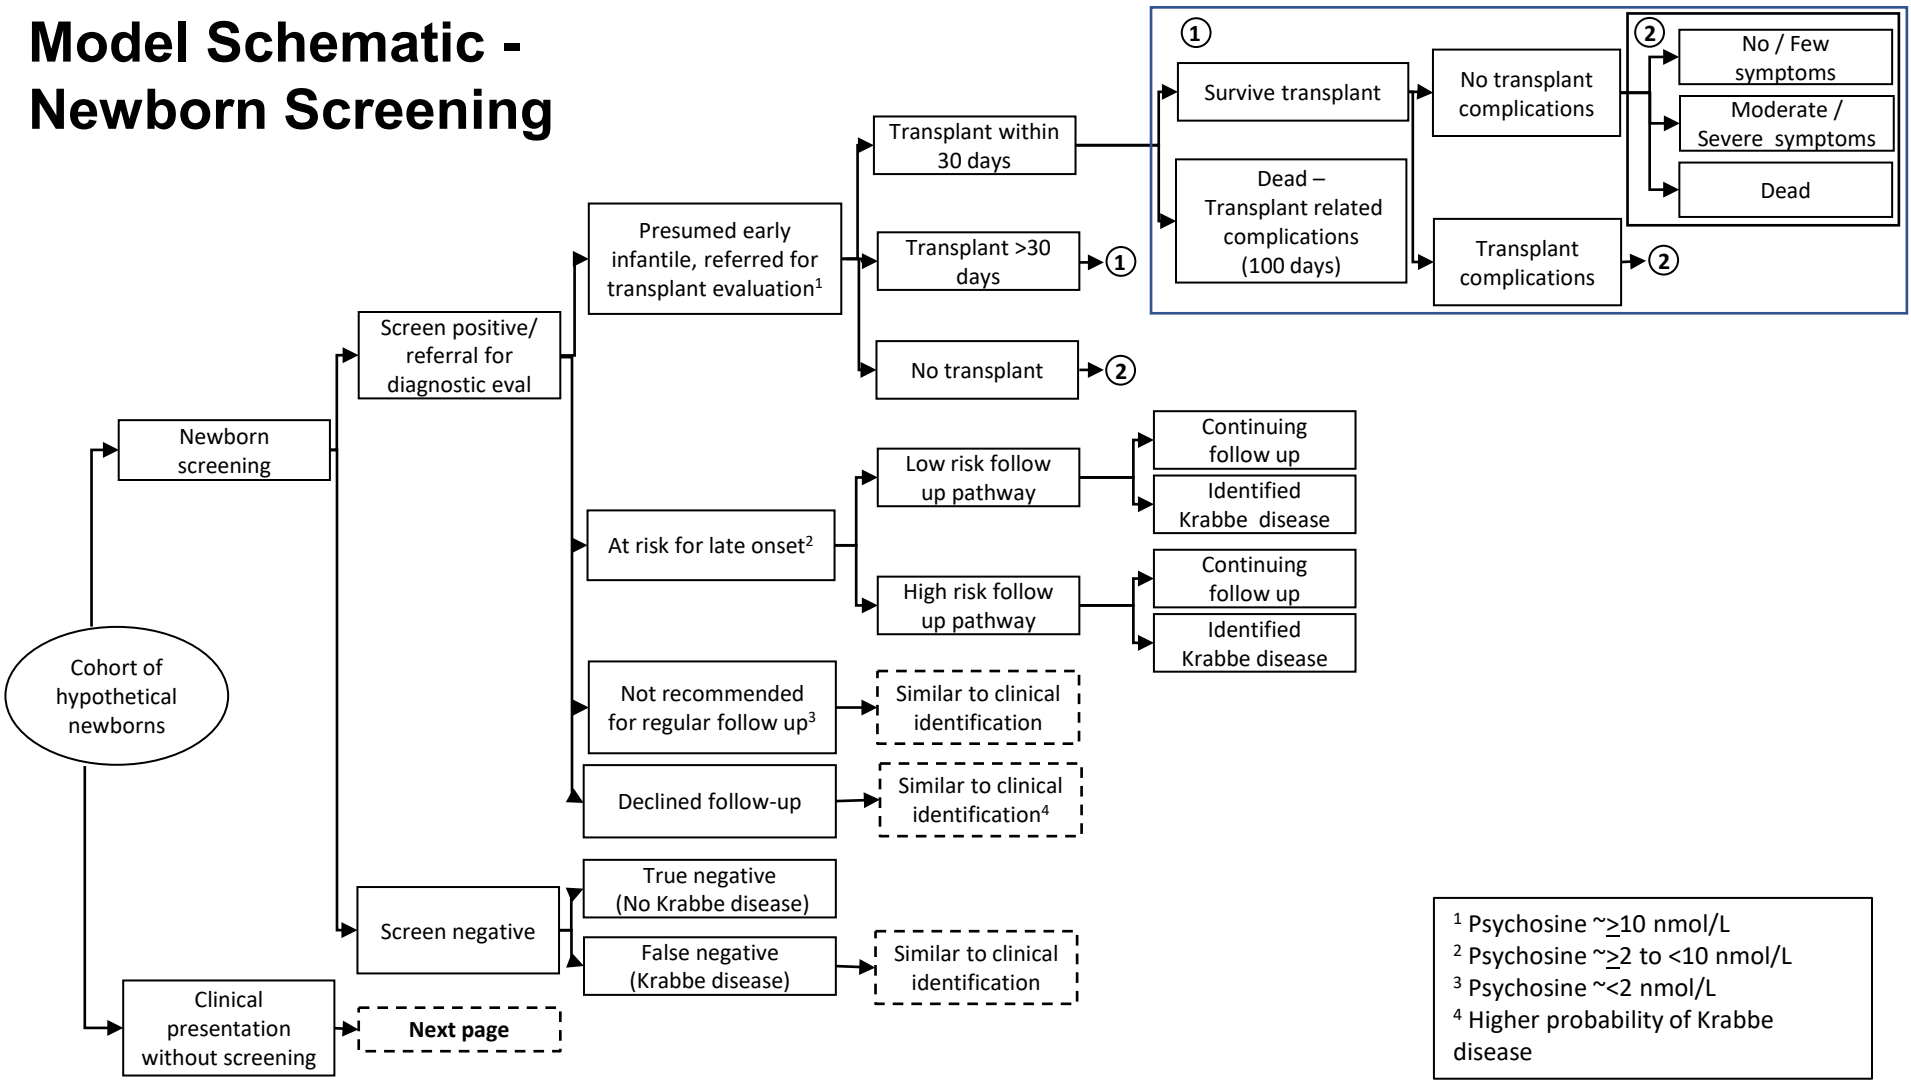 Model Schematic -
Newborn Screening
Cohort of
hypothetical
newborns
Newborn
screening
Clinical
presentation
without screening
Next page
Screen positive/
referral for
diagnostic eval
Screen negative
Presumed early
infantile, referred for
transplant evaluation1
At risk for late onset2
Not recommended
for regular follow up3
Declined follow-up
True negative
(No Krabbe disease)
False negative
(Krabbe disease)
Transplant within
30 days
Transplant >30
days
1
No transplant
2
Low risk follow
up pathway
High risk follow
up pathway
Similar to clinical
identification
Similar to clinical
identification4
Similar to clinical
identification
Continuing
follow up
Identified
Krabbe disease
Continuing
follow up
Identified
Krabbe disease
1
Survive transplant
Dead –
Transplant related
complications
(100 days)
No transplant
complications
Transplant
complications
2
2
No / Few
symptoms
Moderate /
Severe symptoms
Dead
1 Psychosine ~≥10 nmol/L
2 Psychosine ~≥2 to <10 nmol/L
3 Psychosine ~<2 nmol/L
4 Higher probability of Krabbe
disease